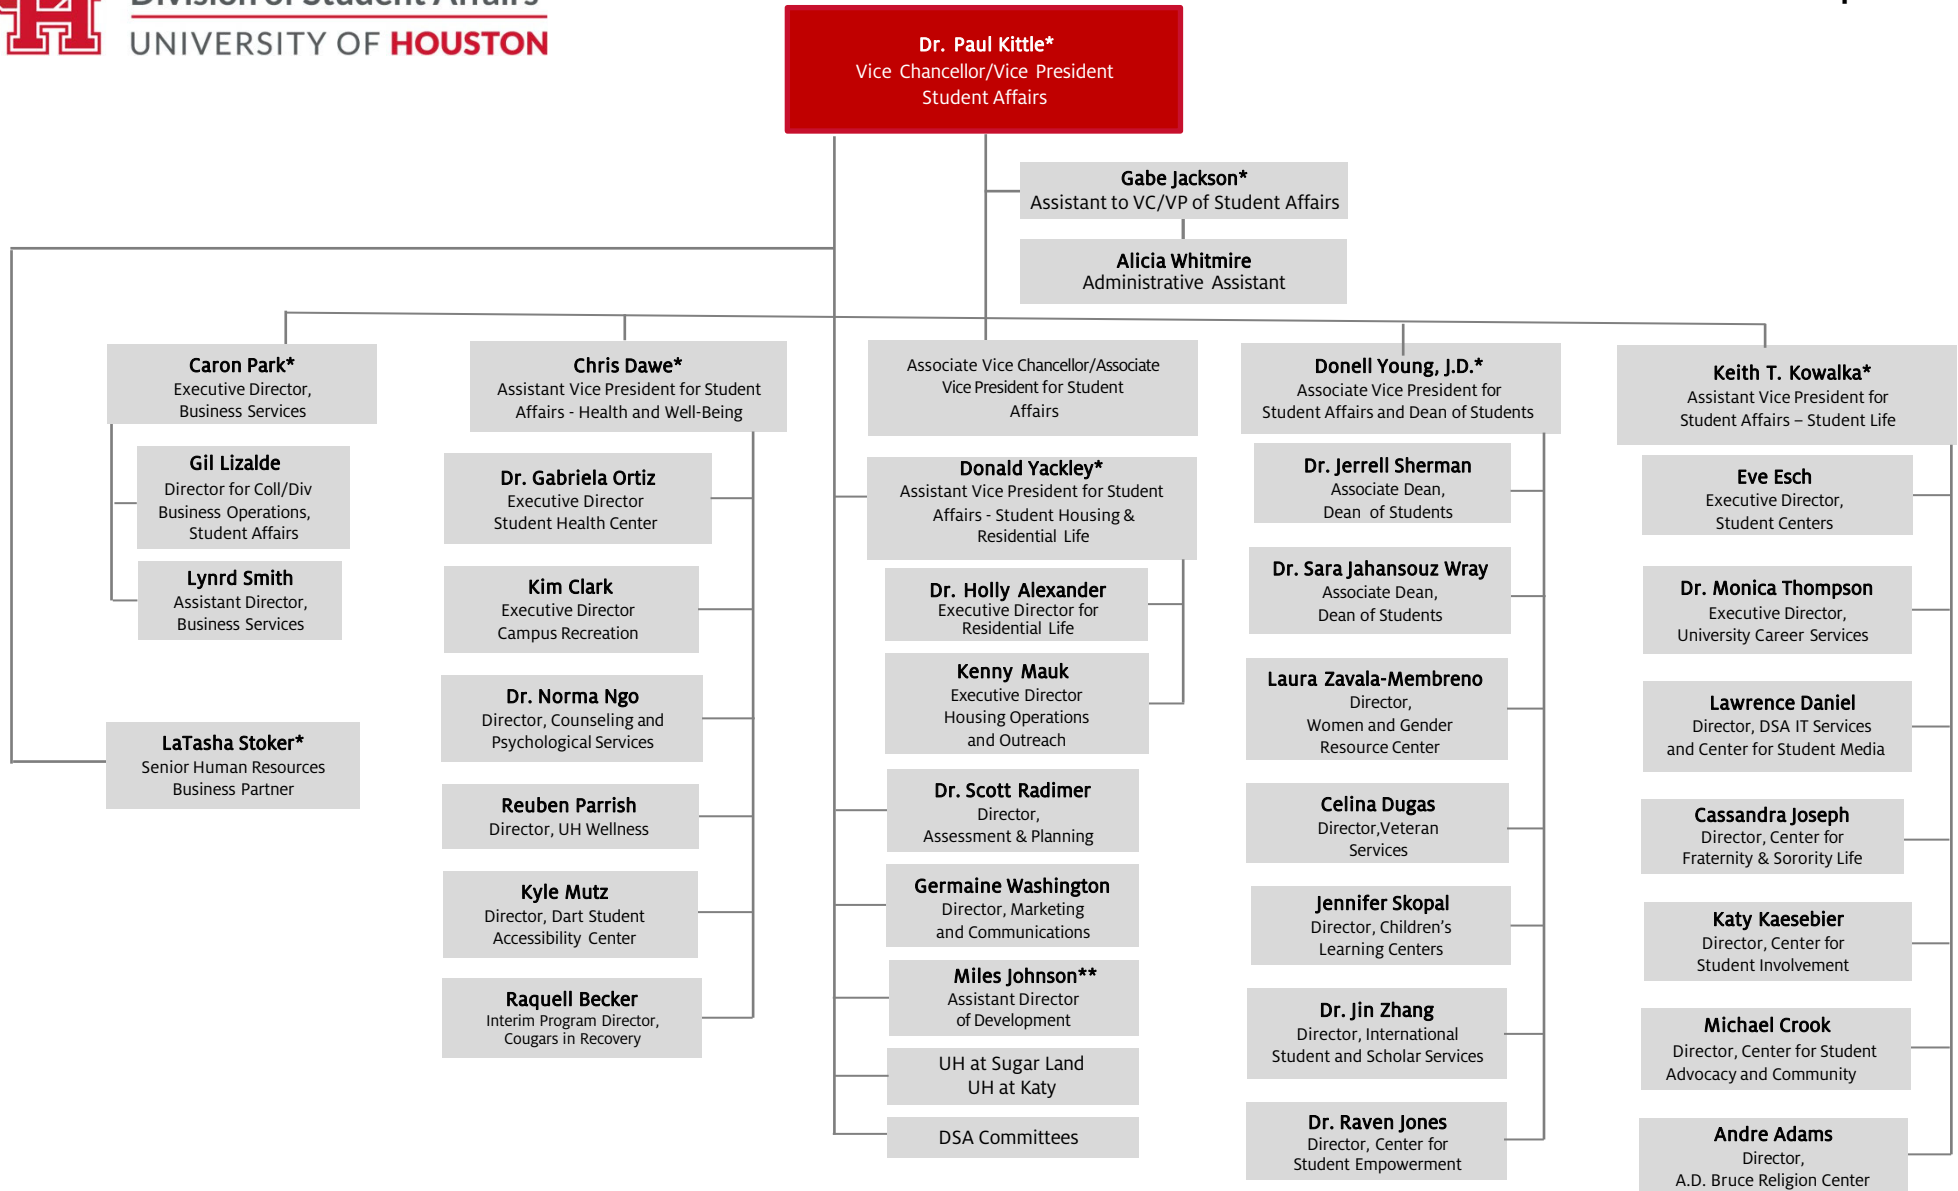 Division of Student Affairs
UNIVERSITY OF HOUSTON
Dr. Paul Kittle*
Vice Chancellor/Vice President
Student Affairs
Gabe Jackson*
Assistant to VC/VP of Student Affairs
Alicia Whitmire
Administrative Assistant
Caron Park*
Executive Director,
Business Services
Gil Lizalde
Director for Coll/Div
Business Operations,
Student Affairs
Lynrd Smith
Assistant Director,
Business Services
LaTasha Stoker*
Senior Human Resources
Business Partner
Chris Dawe*
Assistant Vice President for Student
Affairs - Health and Well-Being
Dr. Gabriela Ortiz
Executive Director
Student Health Center
Kim Clark
Executive Director
Campus Recreation
Dr. Norma Ngo
Director, Counseling and
Psychological Services
Reuben Parrish
Director, UH Wellness
Kyle Mutz
Director, Dart Student
Accessibility Center
Raquell Becker
Interim Program Director,
Cougars in Recovery
Associate Vice Chancellor/Associate
Vice President for Student
Affairs
Donald Yackley*
Assistant Vice President for Student
Affairs - Student Housing &
Residential Life
Dr. Holly Alexander
Executive Director for
Residential Life
Kenny Mauk
Executive Director
Housing Operations
and Outreach
Dr. Scott Radimer
Director,
Assessment & Planning
Germaine Washington
Director, Marketing
and Communications
Miles Johnson**
Assistant Director
of Development
UH at Sugar Land
UH at Katy
DSA Committees
Donell Young, J.D.*
Associate Vice President for
Student Affairs and Dean of Students
Dr. Jerrell Sherman
Associate Dean,
Dean of Students
Dr. Sara Jahansouz Wray
Associate Dean,
Dean of Students
Laura Zavala-Membreno
Director,
Women and Gender
Resource Center
Celina Dugas
Director,Veteran
Services
Jennifer Skopal
Director, Children’s
Learning Centers
Dr. Jin Zhang
Director, International
Student and Scholar Services
Dr. Raven Jones
Director, Center for
Student Empowerment
Keith T. Kowalka*
Assistant Vice President for
Student Affairs – Student Life
Eve Esch
Executive Director,
Student Centers
Dr. Monica Thompson
Executive Director,
University Career Services
Lawrence Daniel
Director, DSA IT Services
and Center for Student Media
Cassandra Joseph
Director, Center for
Fraternity & Sorority Life
Katy Kaesebier
Director, Center for
Student Involvement
Michael Crook
Director, Center for Student
Advocacy and Community
Andre Adams
Director,
A.D. Bruce Religion Center